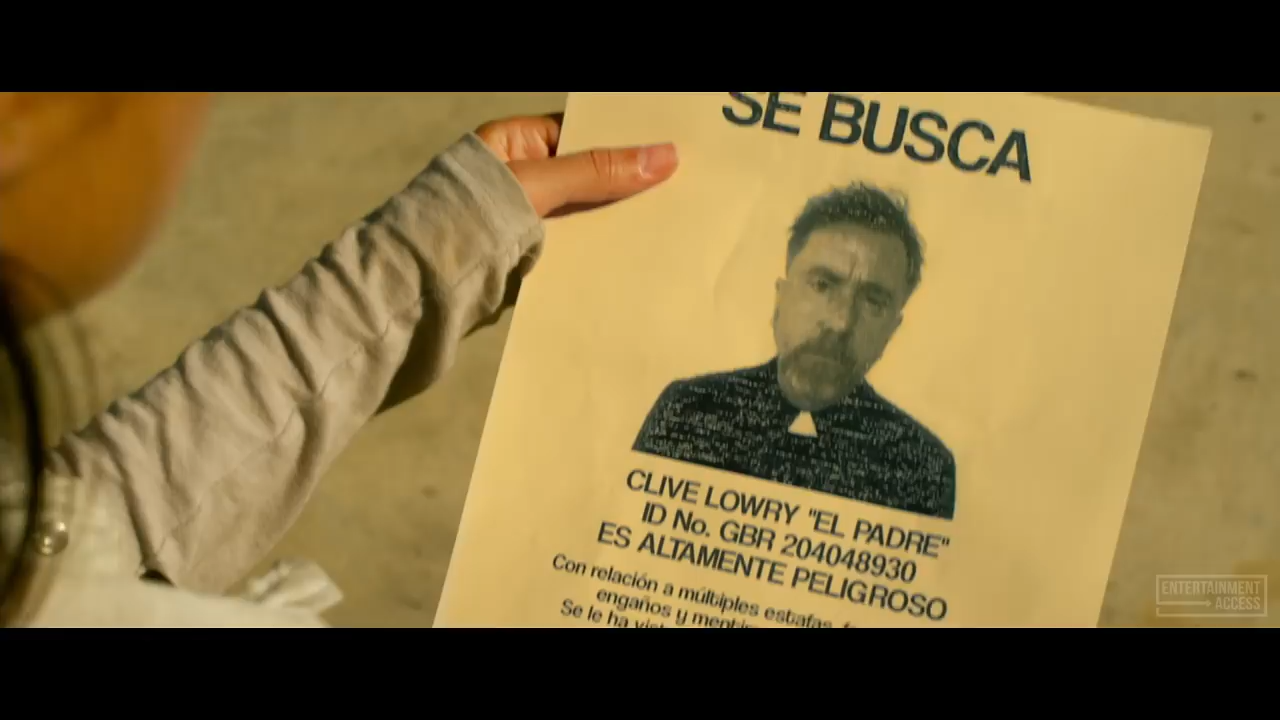 SE BUSCA
CLIVE LOWRY "EL PADRE"
ID No. GBR 204048930
ES ALTAMENTE PELIGROSO
Con relación a múltiples estafas,
engaños y
Se le ha
ENTERTAINMENT
ACCESS